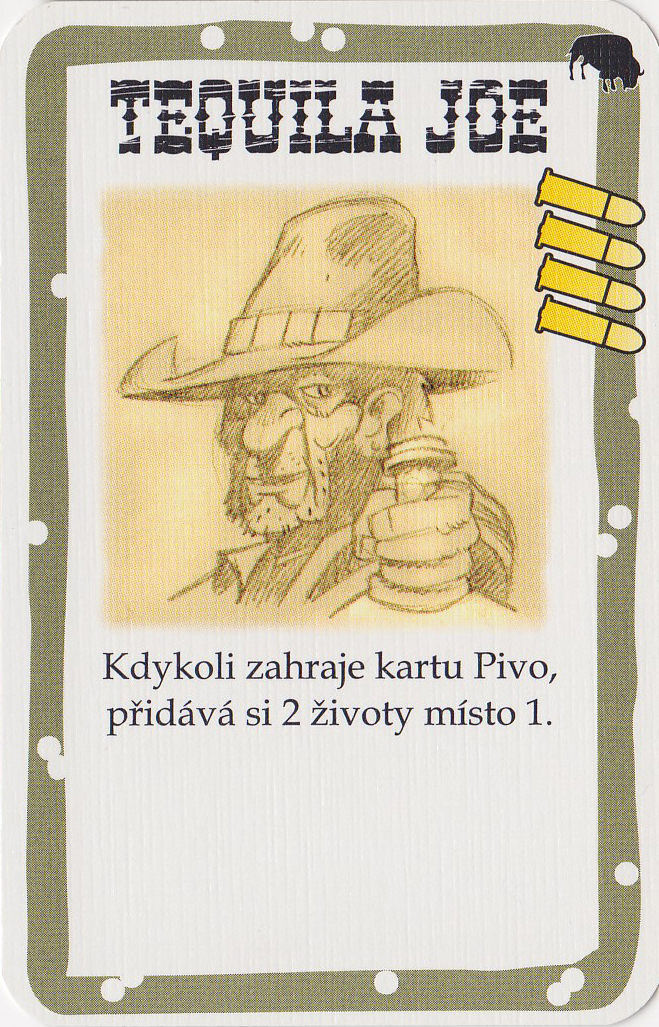 TEQUILA JOE
Kdykoli zahraje kartu Pivo,
přidává si 2 životy místo 1.